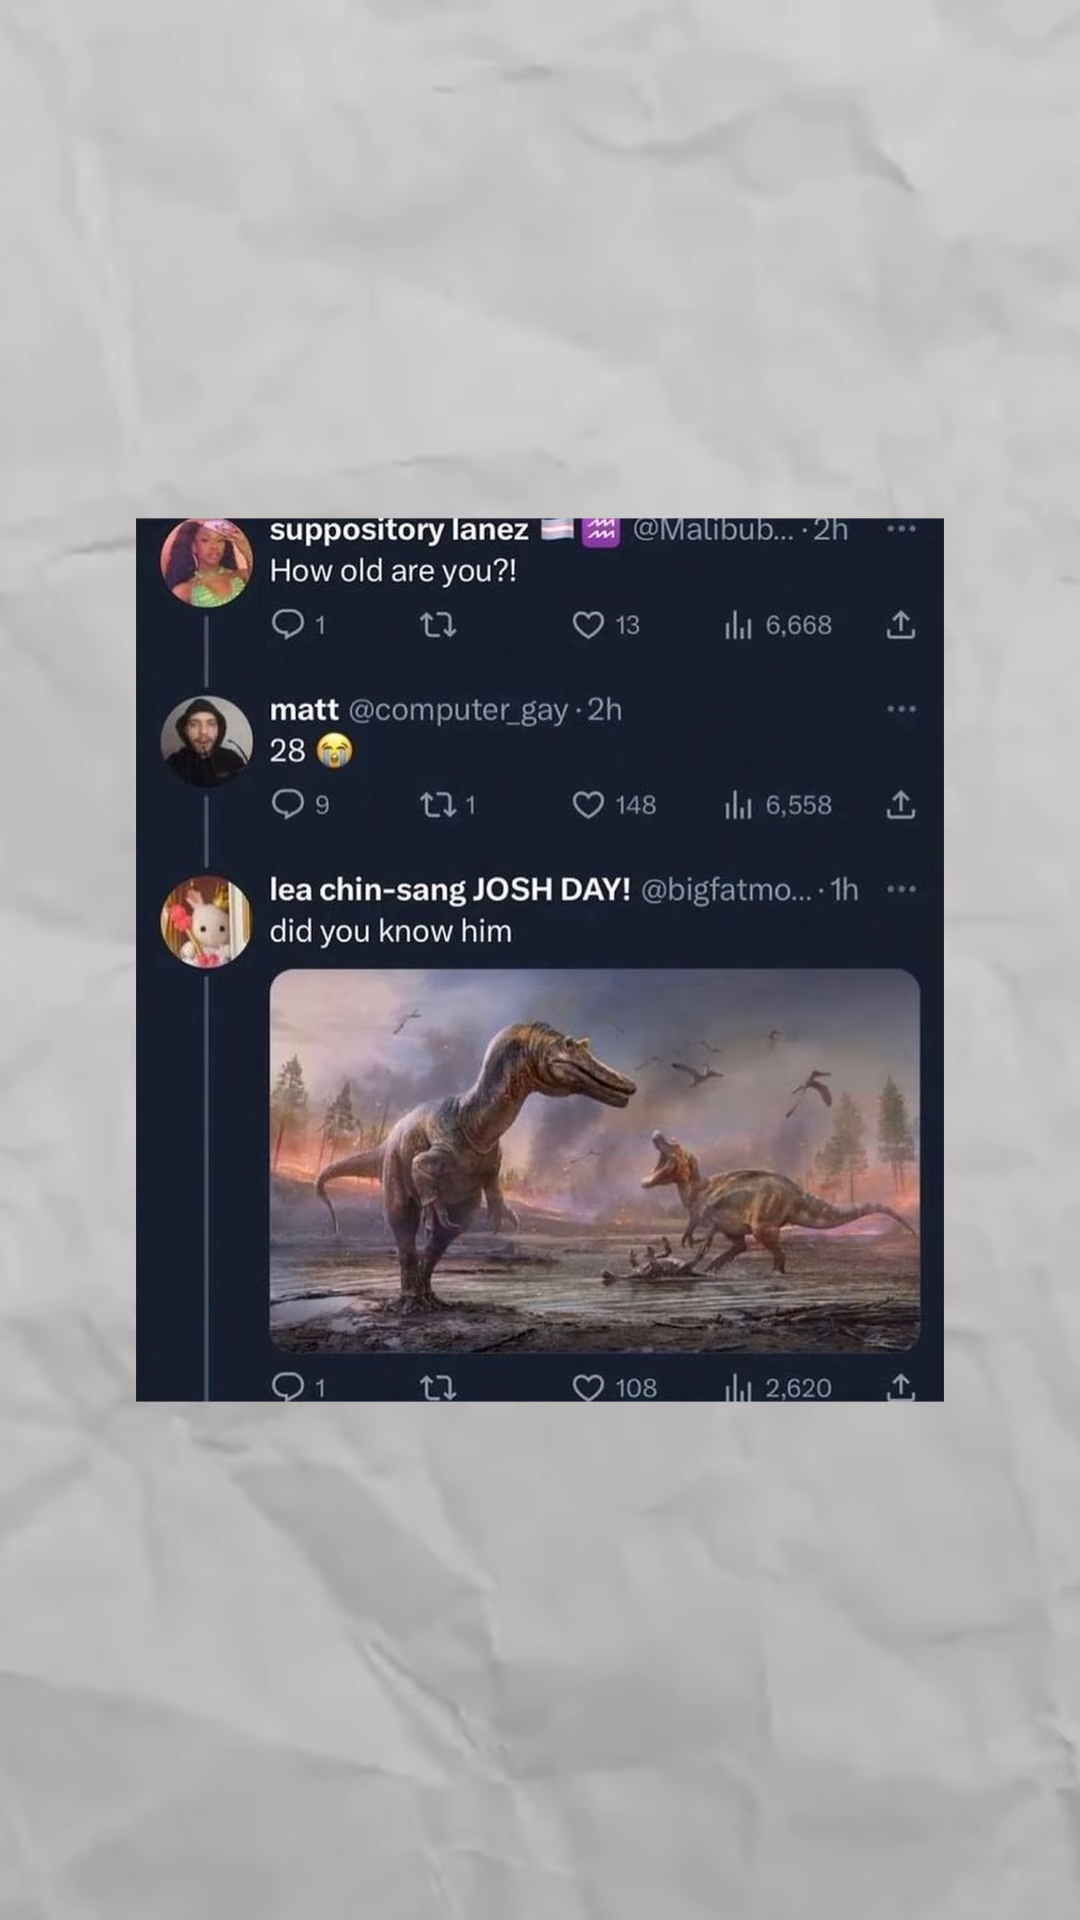 suppository lanez 🏳️‍⚧️♒ @Malibub... · 2h
How old are you?!
1 13 6,668
matt @computer_gay · 2h
28 😭
9 1 148 6,558
lea chin-sang JOSH DAY! @bigfatmo... · 1h
did you know him
1 108 2,620